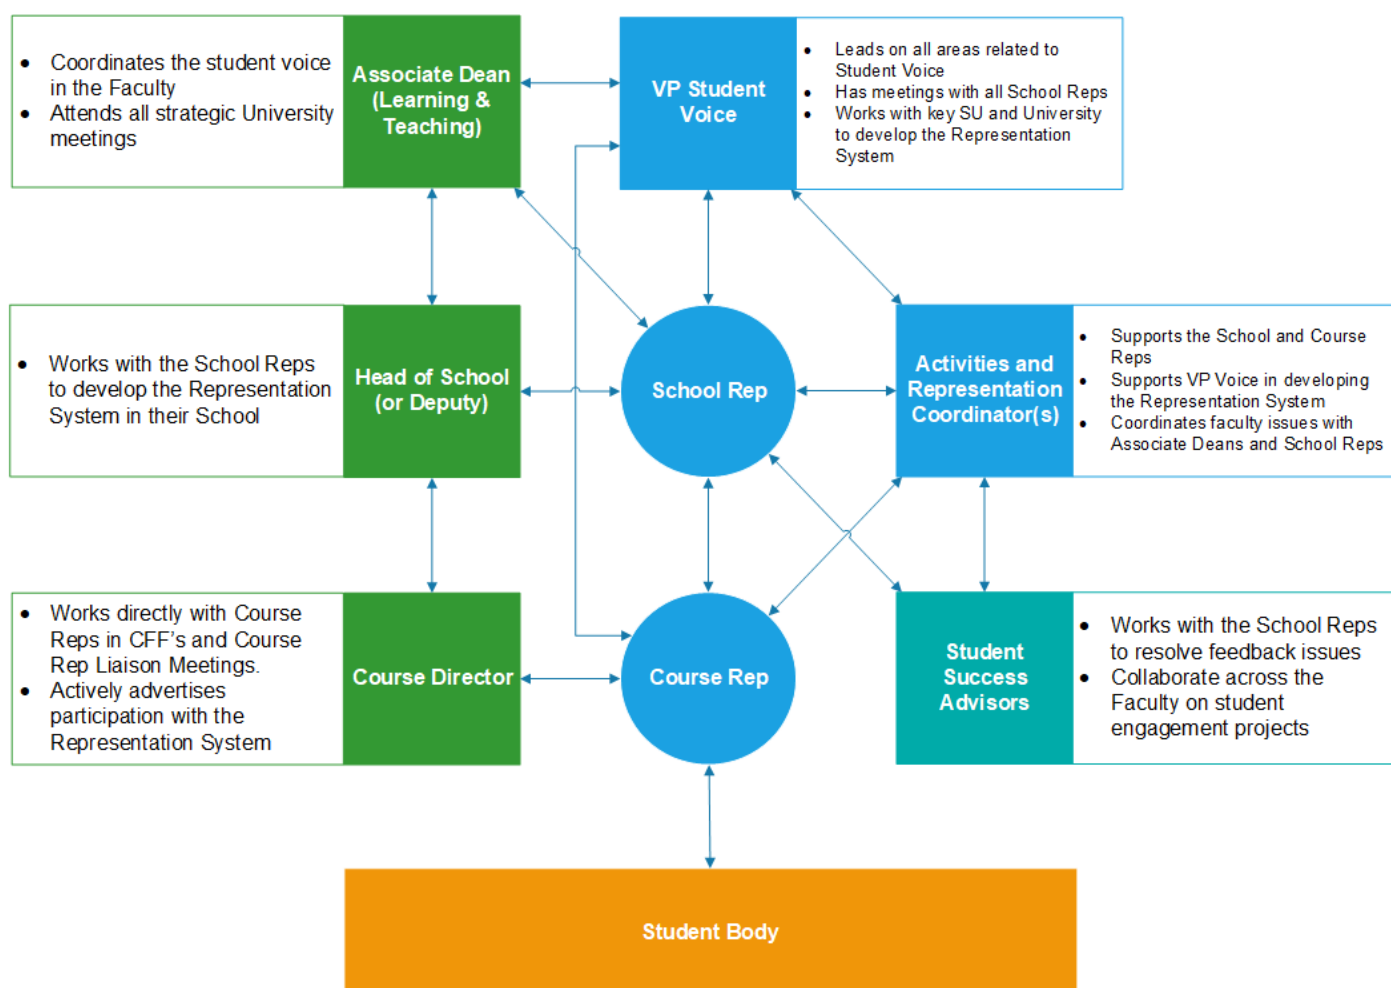 • Coordinates the student voice
in the Faculty
• Attends all strategic University
meetings
Associate Dean
(Learning &
Teaching)
VP Student
Voice
• Leads on all areas related to
Student Voice
• Has meetings with all School Reps
• Works with key SU and University
to develop the Representation
System
• Works with the School Reps
to develop the Representation
System in their School
Head of School
(or Deputy)
School Rep
Activities and
Representation
Coordinator(s)
• Supports the School and Course
Reps
• Supports VP Voice in developing
the Representation System
• Coordinates faculty issues with
Associate Deans and School Reps
• Works directly with Course
Reps in CFF's and Course
Rep Liaison Meetings.
• Actively advertises
participation with the
Representation System
Course Director
Course Rep
Student
Success
Advisors
• Works with the School Reps
to resolve feedback issues
• Collaborate across the
Faculty on student
engagement projects
Student Body